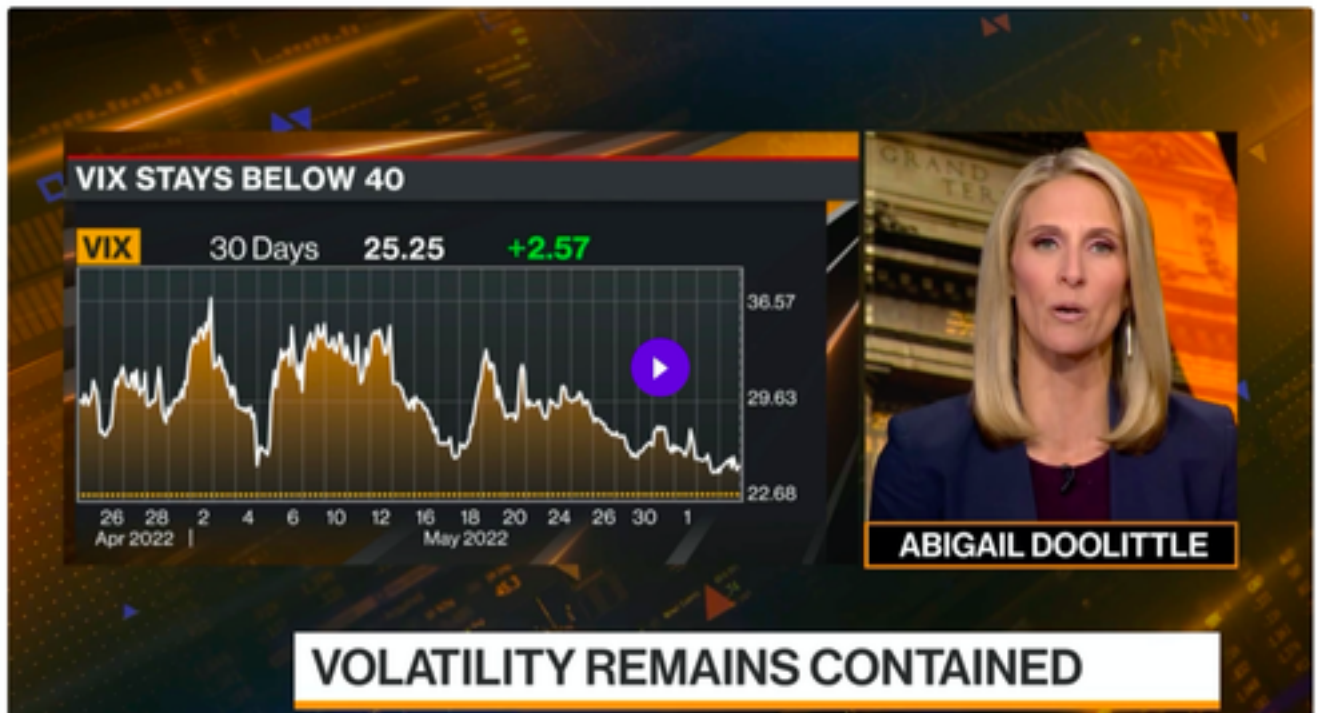 VIX STAYS BELOW 40
VIX 30 Days 25.25 +2.57
36.57
29.63
22.68
26 28 2 4 6 10 12 16 18 20 24 26 30 1
Apr 2022 | May 2022
GRAND
TER
ABIGAIL DOOLITTLE
VOLATILITY REMAINS CONTAINED